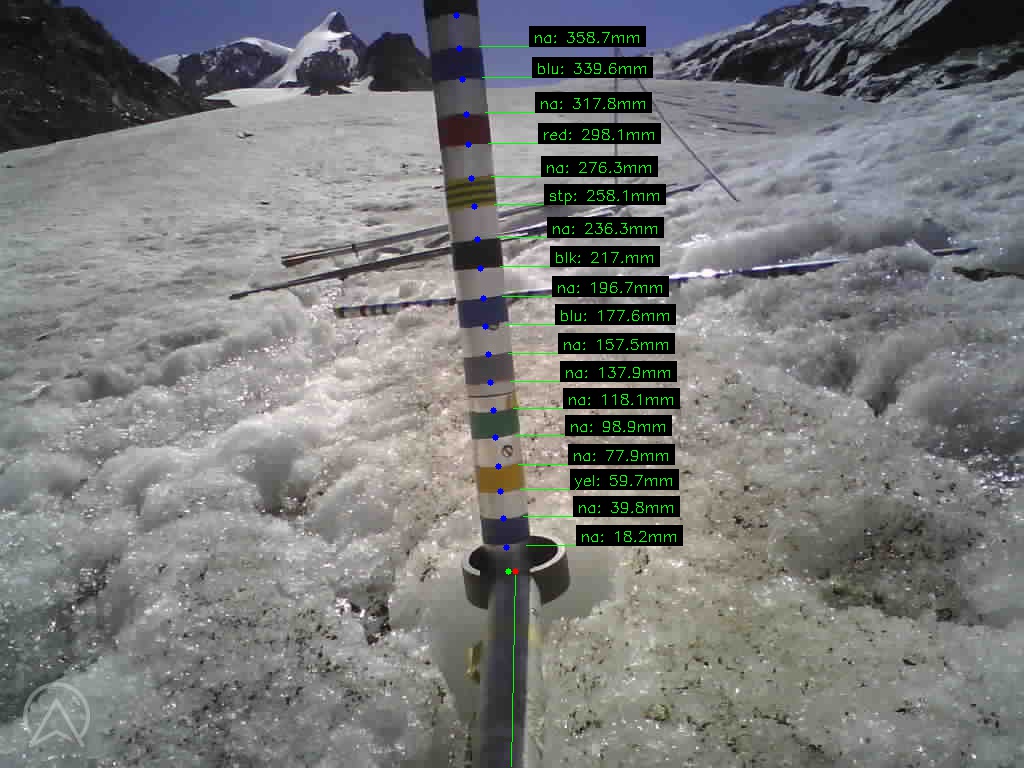 na: 358.7mm
blu: 339.6mm
na: 317.8mm
red: 298.1mm
na: 276.3mm
stp: 258.1mm
na: 236.3mm
blk: 217.mm
na: 196.7mm
blu: 177.6mm
na: 157.5mm
na: 137.9mm
na: 118.1mm
na: 98.9mm
na: 77.9mm
yel: 59.7mm
na: 39.8mm
na: 18.2mm